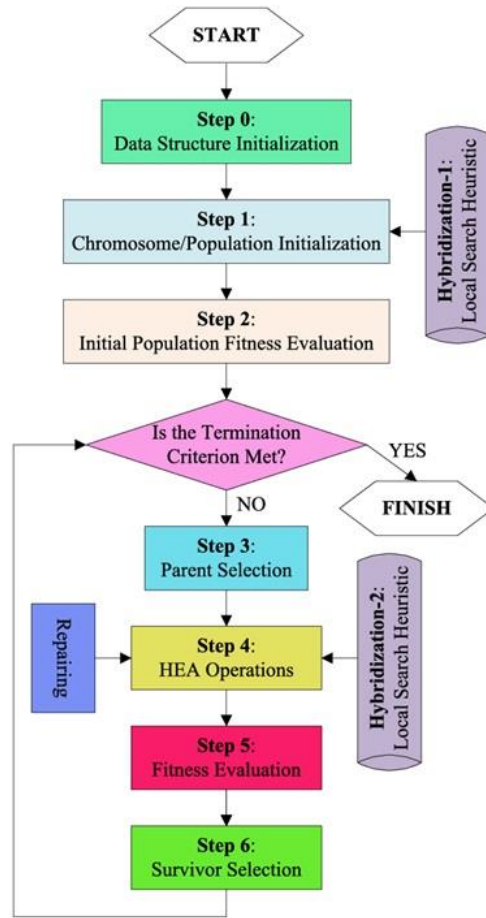 START
Step 0:
Data Structure Initialization
Step 1:
Chromosome/Population Initialization
Hybridization-1:
Local Search Heuristic
Step 2:
Initial Population Fitness Evaluation
Is the Termination
Criterion Met?
YES
FINISH
NO
Step 3:
Parent Selection
Repairing
Step 4:
HEA Operations
Hybridization-2:
Local Search Heuristic
Step 5:
Fitness Evaluation
Step 6:
Survivor Selection